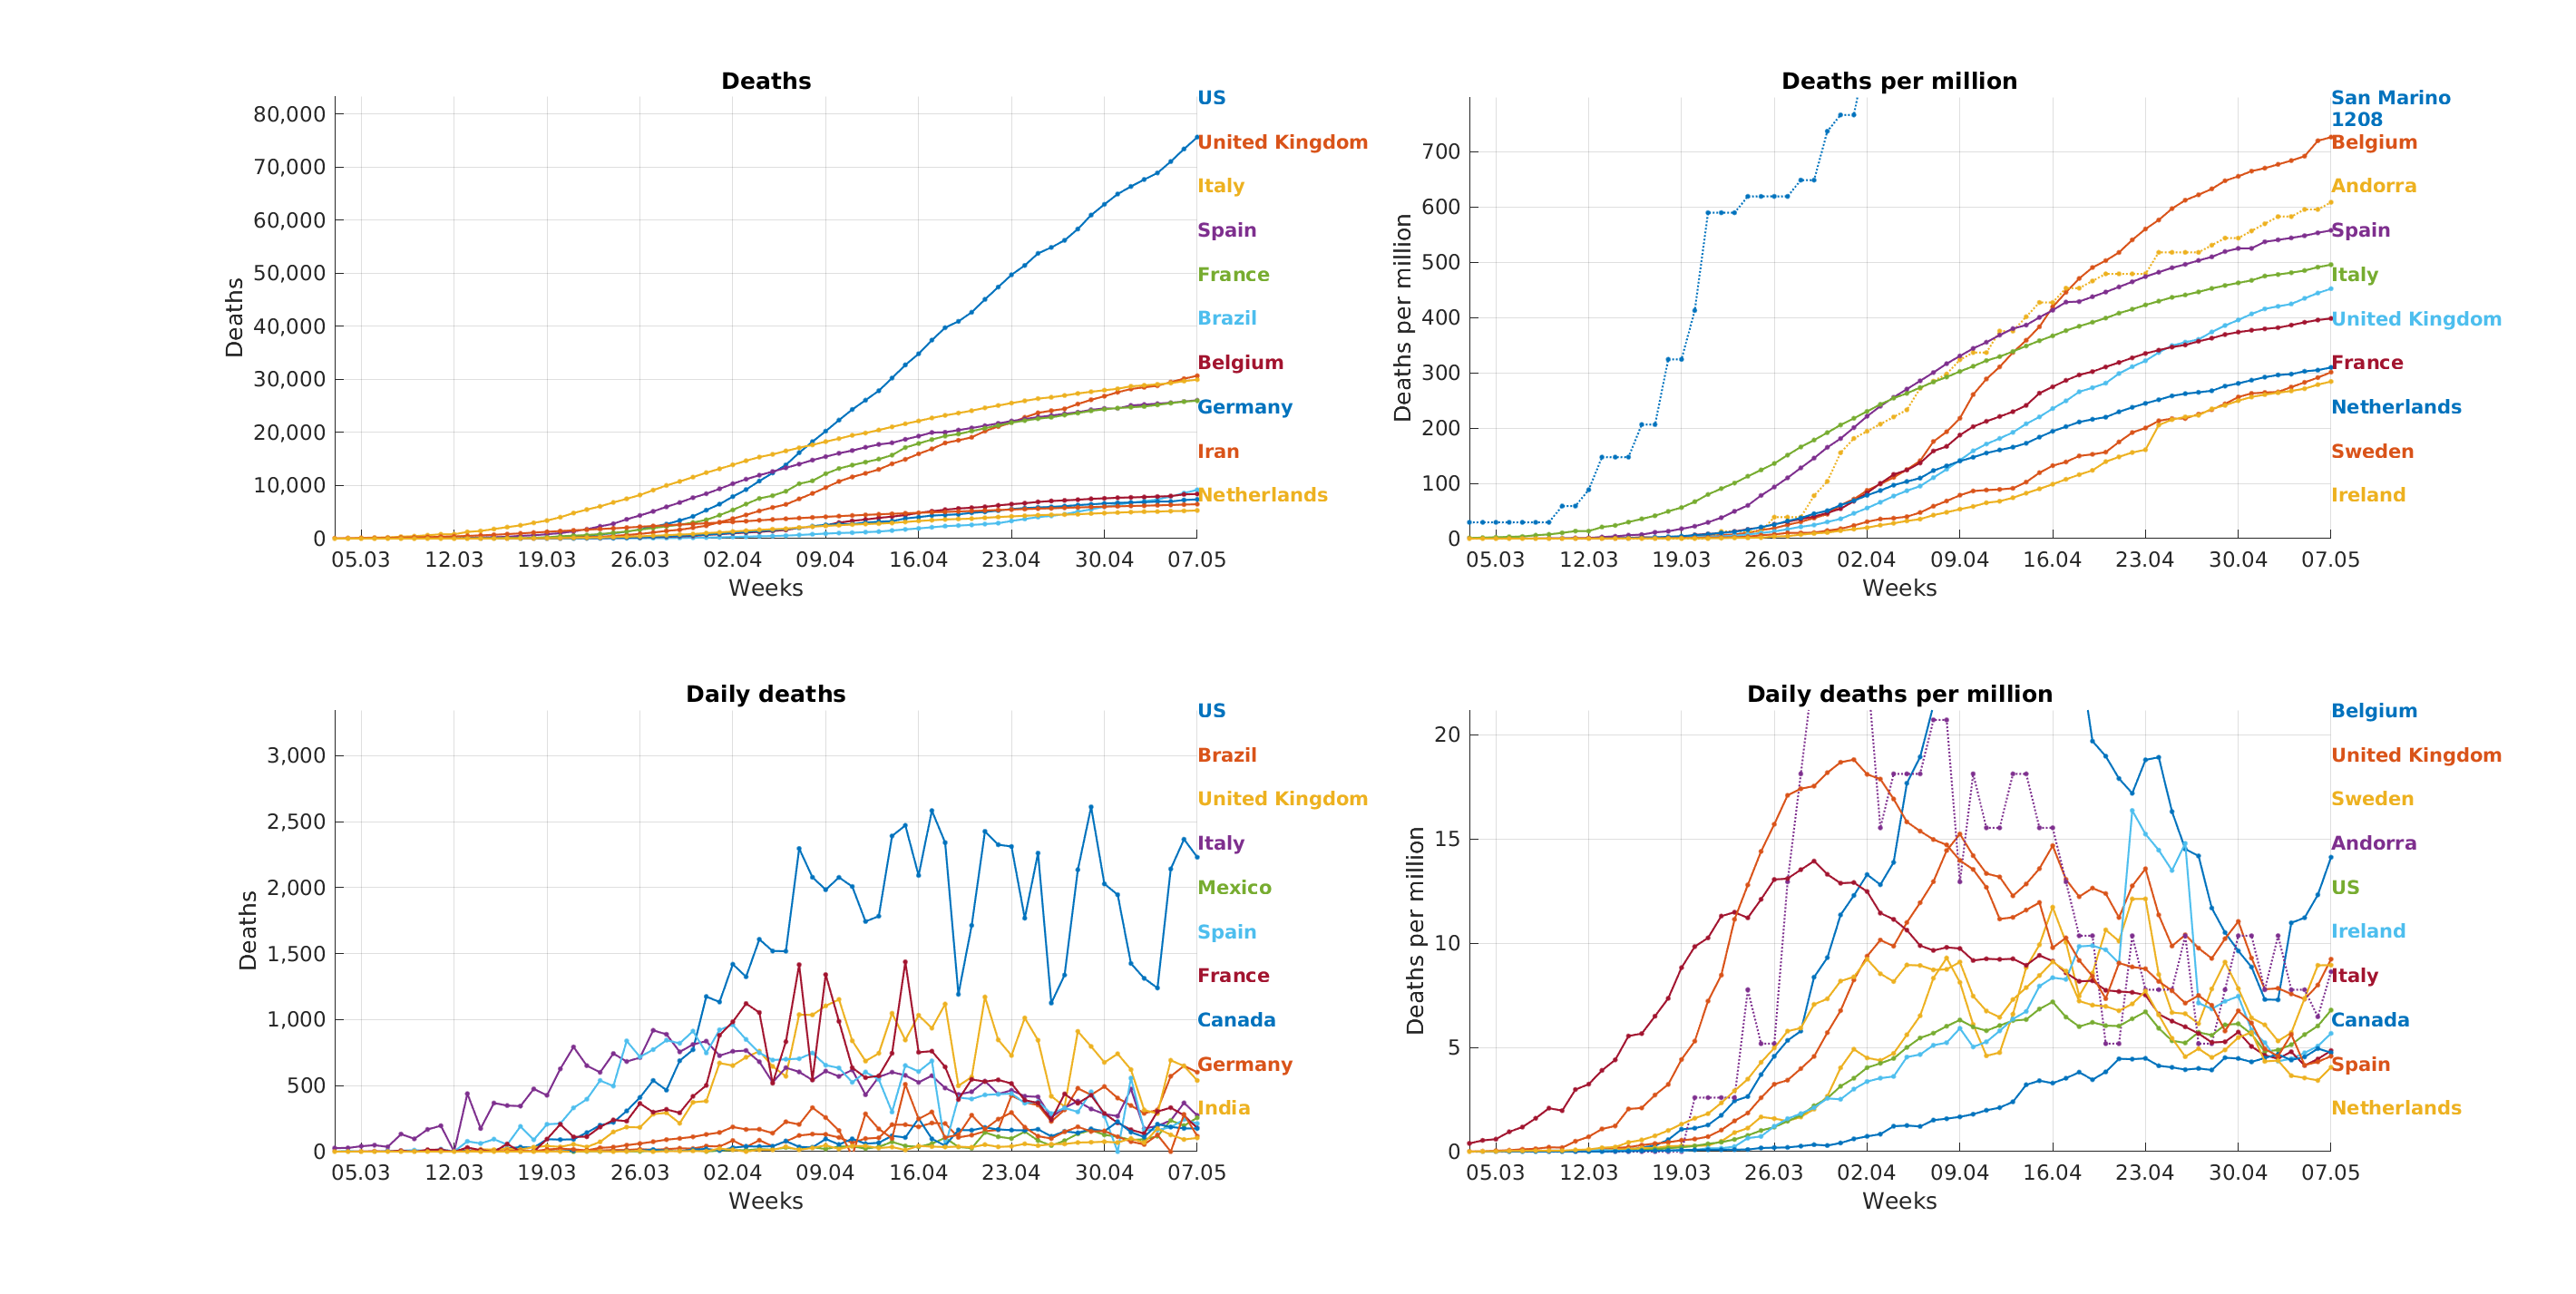 Deaths
80,000
70,000
60,000
50,000
40,000
30,000
20,000
10,000
0
Deaths
05.03 12.03 19.03 26.03 02.04 09.04 16.04 23.04 30.04 07.05
Weeks
US
United Kingdom
Italy
Spain
France
Brazil
Belgium
Germany
Iran
Netherlands
Deaths per million
700
600
500
400
300
200
100
0
Deaths per million
05.03 12.03 19.03 26.03 02.04 09.04 16.04 23.04 30.04 07.05
Weeks
San Marino
1208
Belgium
Andorra
Spain
Italy
United Kingdom
France
Netherlands
Sweden
Ireland
Daily deaths
3,000
2,500
2,000
1,500
1,000
500
0
Deaths
05.03 12.03 19.03 26.03 02.04 09.04 16.04 23.04 30.04 07.05
Weeks
US
Brazil
United Kingdom
Italy
Mexico
Spain
France
Canada
Germany
India
Daily deaths per million
20
15
10
5
0
Deaths per million
05.03 12.03 19.03 26.03 02.04 09.04 16.04 23.04 30.04 07.05
Weeks
Belgium
United Kingdom
Sweden
Andorra
US
Ireland
Italy
Canada
Spain
Netherlands